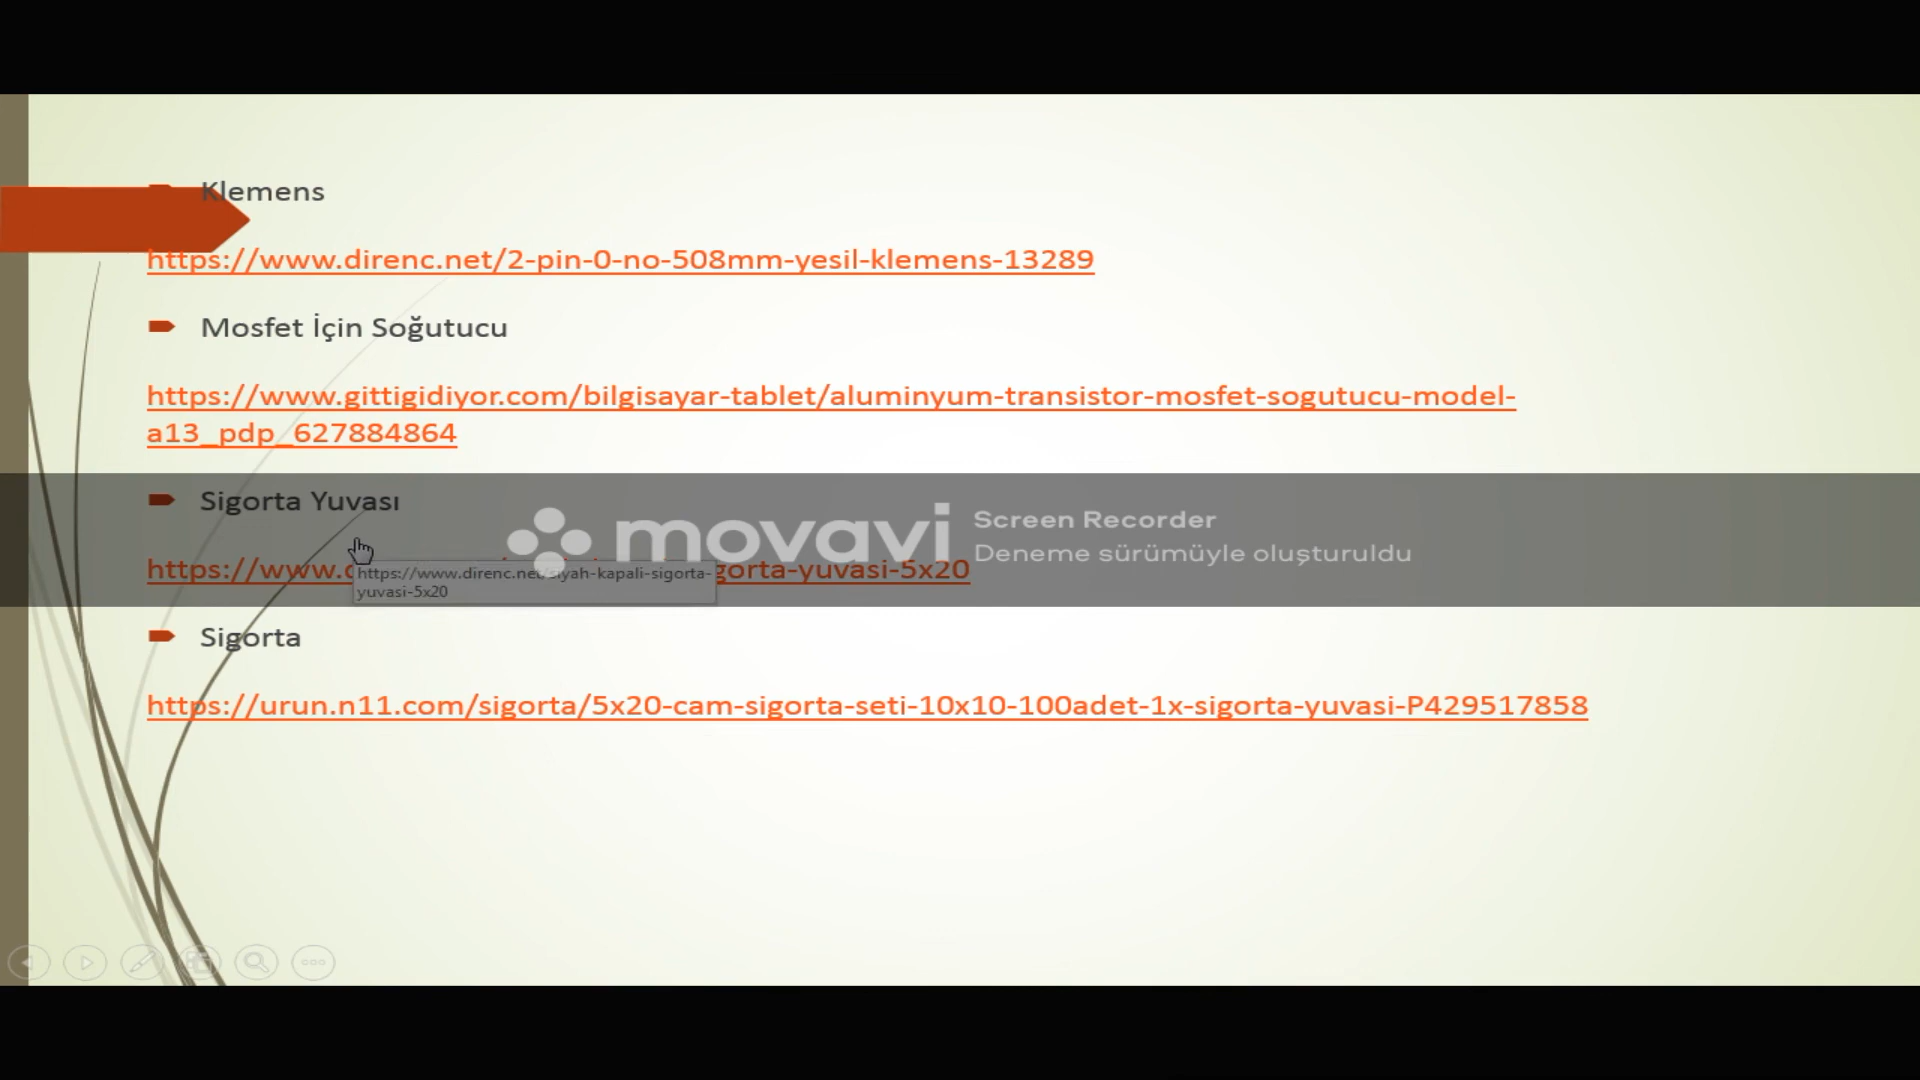 Klemens
https://www.direnc.net/2-pin-0-no-508mm-yesil-klemens-13289
Mosfet İçin Soğutucu
https://www.gittigidiyor.com/bilgisayar-tablet/aluminyum-transistor-mosfet-sogutucu-model-
a13_pdp_627884864
Sigorta Yuvası
movavi
Screen Recorder
Deneme sürümüyle oluşturuldu
https://www.d gorta-yuvasi-5x20
https://www.direnc.net/siyah-kapali-sigorta-
yuvasi-5x20
Sigorta
https://urun.n11.com/sigorta/5x20-cam-sigorta-seti-10x10-100adet-1x-sigorta-yuvasi-P429517858